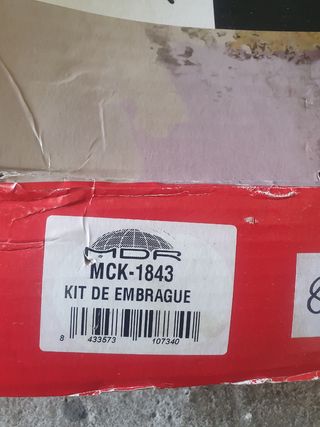 MDR
MCK-1843
KIT DE EMBRAGUE
8 433573 107340